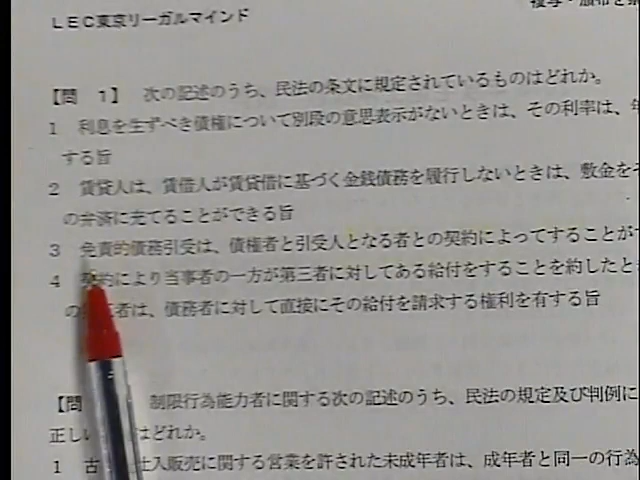 LEC東京リーガルマインド
複写・頒布を禁
【問 1】 次の記述のうち、民法の条文に規定されているものはどれか。
1 利息を生ずべき債権について別段の意思表示がないときは、その利率は、年
する旨
2 賃貸人は、賃借人が賃貸借に基づく金銭債務を履行しないときは、敷金をそ
の弁済に充てることができる旨
3 免責的債務引受は、債権者と引受人となる者との契約によってすることが
4 契約により当事者の一方が第三者に対してある給付をすることを約したと
の 者は、債務者に対して直接にその給付を請求する権利を有する旨
【問 制限行為能力者に関する次の記述のうち、民法の規定及び判例に
正し はどれか。
1 古 仕入販売に関する営業を許された未成年者は、成年者と同一の行為